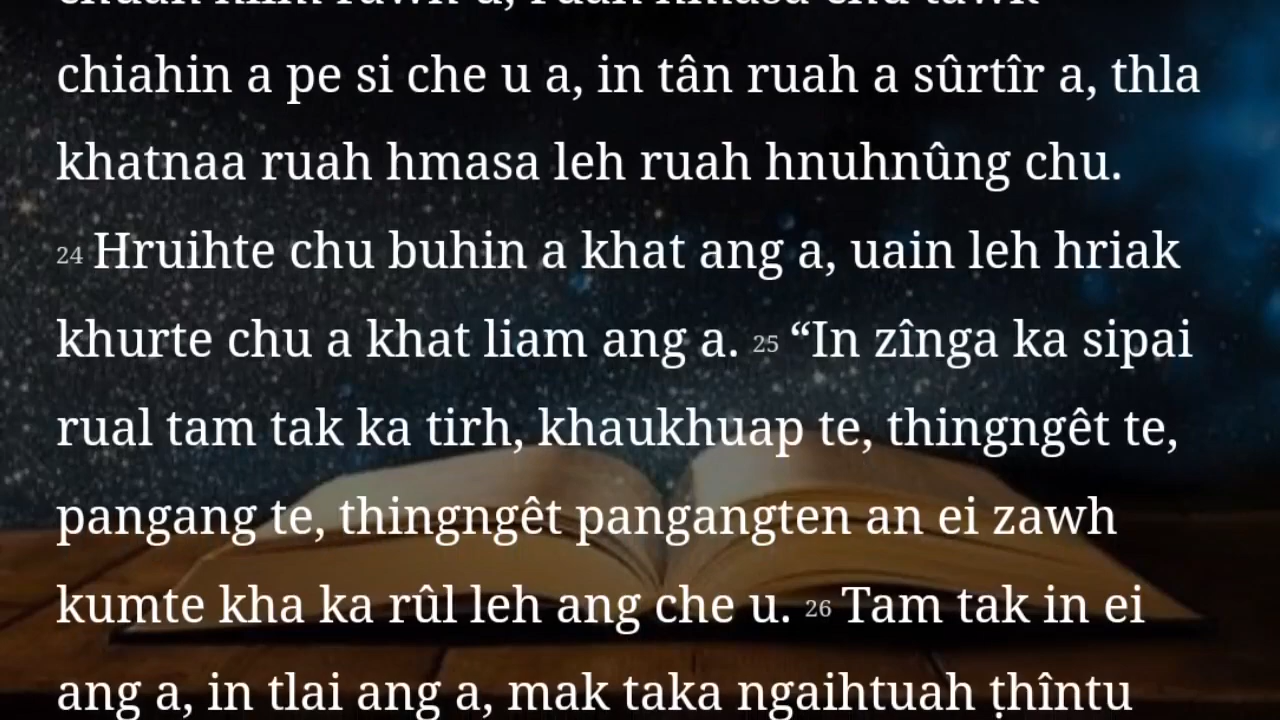 chiahin a pe si che u a, in tân ruah a sûrtîr a, thla
khatnaa ruah hmasa leh ruah hnuhnûng chu.
24 Hruihte chu buhin a khat ang a, uain leh hriak
khurte chu a khat liam ang a. 25 “In zînga ka sipai
rual tam tak ka tirh, khaukhuap te, thingngêt te,
pangang te, thingngêt pangangten an ei zawh
kumte kha ka rûl leh ang che u. 26 Tam tak in ei
ang a, in tlai ang a, mak taka ngaihtuah ṭhîntu